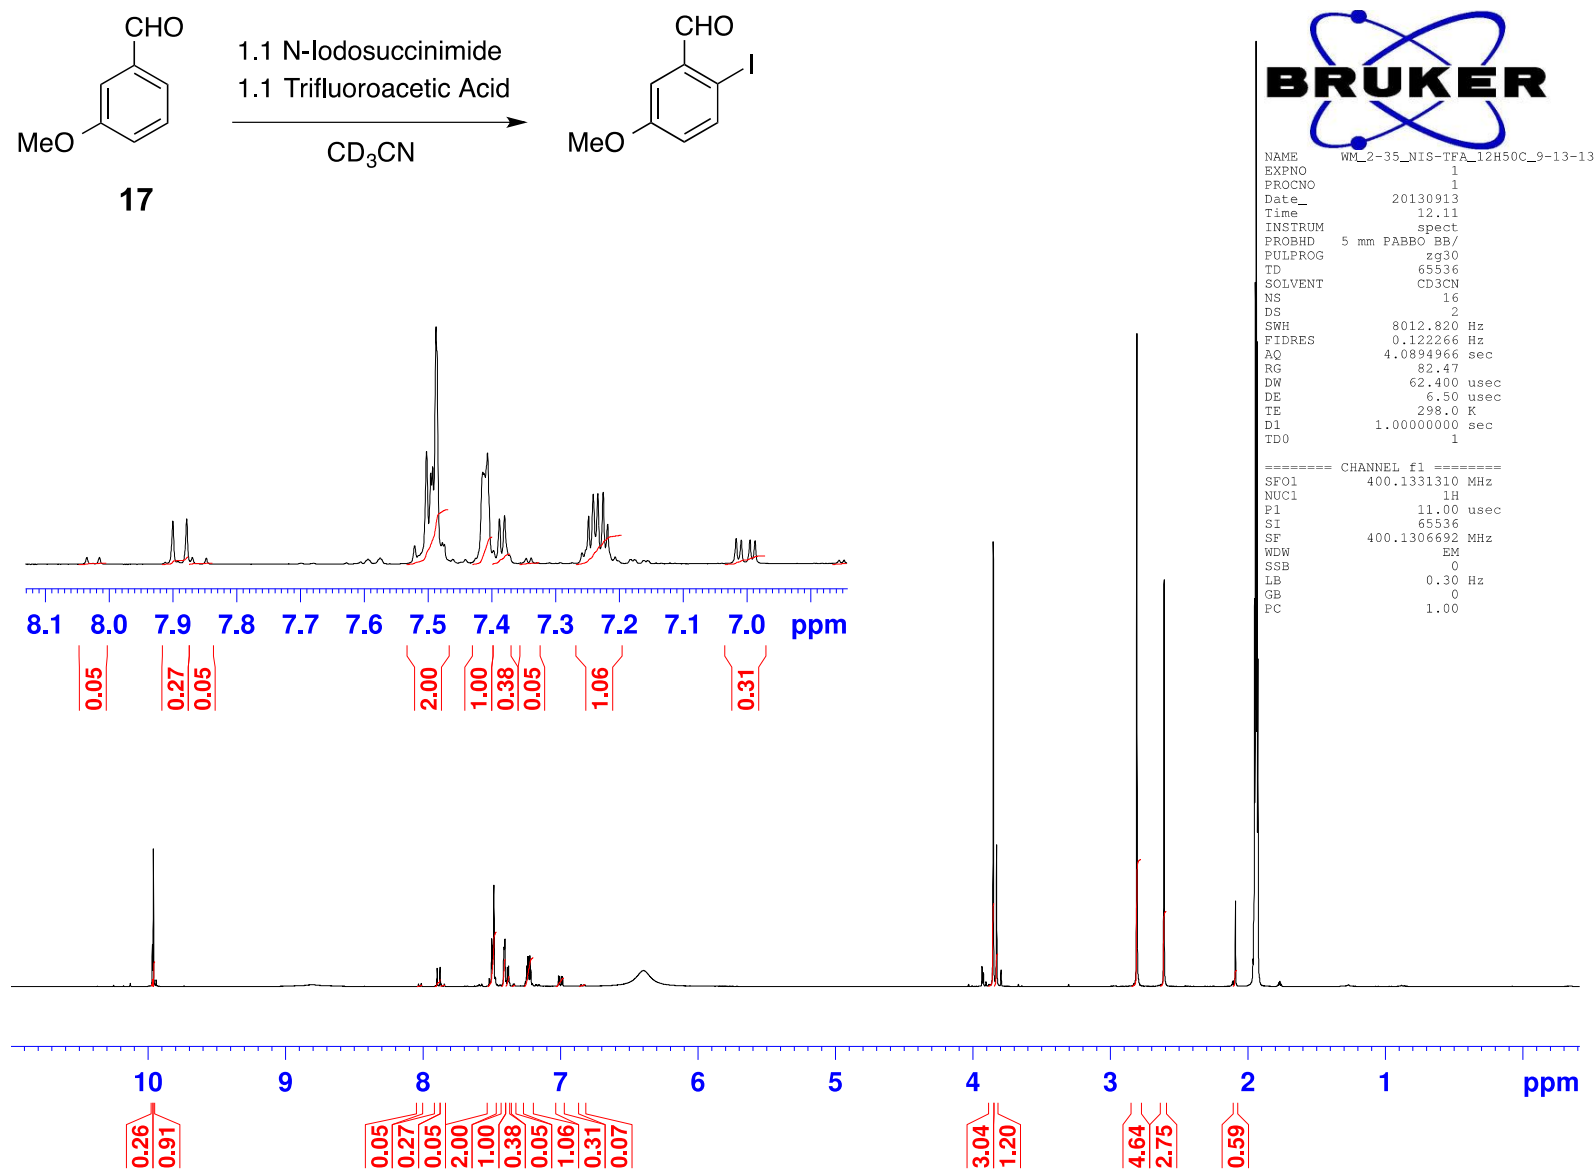 CHO
MeO
17
1.1 N-Iodosuccinimide
1.1 Trifluoroacetic Acid
CD3CN
CHO
I
MeO
BRUKER
NAME WM_2-35_NIS-TFA_12H50C_9-13-13
EXPNO 1
PROCNO 1
Date_ 20130913
Time 12.11
INSTRUM spect
PROBHD 5 mm PABBO BB/
PULPROG zg30
TD 65536
SOLVENT CD3CN
NS 16
DS 2
SWH 8012.820 Hz
FIDRES 0.122266 Hz
AQ 4.0894966 sec
RG 82.47
DW 62.400 usec
DE 6.50 usec
TE 298.0 K
D1 1.00000000 sec
TD0 1
======== CHANNEL f1 ========
SFO1 400.1331310 MHz
NUC1 1H
P1 11.00 usec
SI 65536
SF 400.1306692 MHz
WDW EM
SSB 0
LB 0.30 Hz
GB 0
PC 1.00
8.1 8.0 7.9 7.8 7.7 7.6 7.5 7.4 7.3 7.2 7.1 7.0 ppm
0.05 0.27 0.05 2.00 1.00 0.38 0.05 1.06 0.31
10 9 8 7 6 5 4 3 2 1 ppm
0.26 0.91 0.05 0.27 0.05 2.00 1.00 0.38 0.05 1.06 0.31 0.07 3.04 1.20 4.64 2.75 0.59